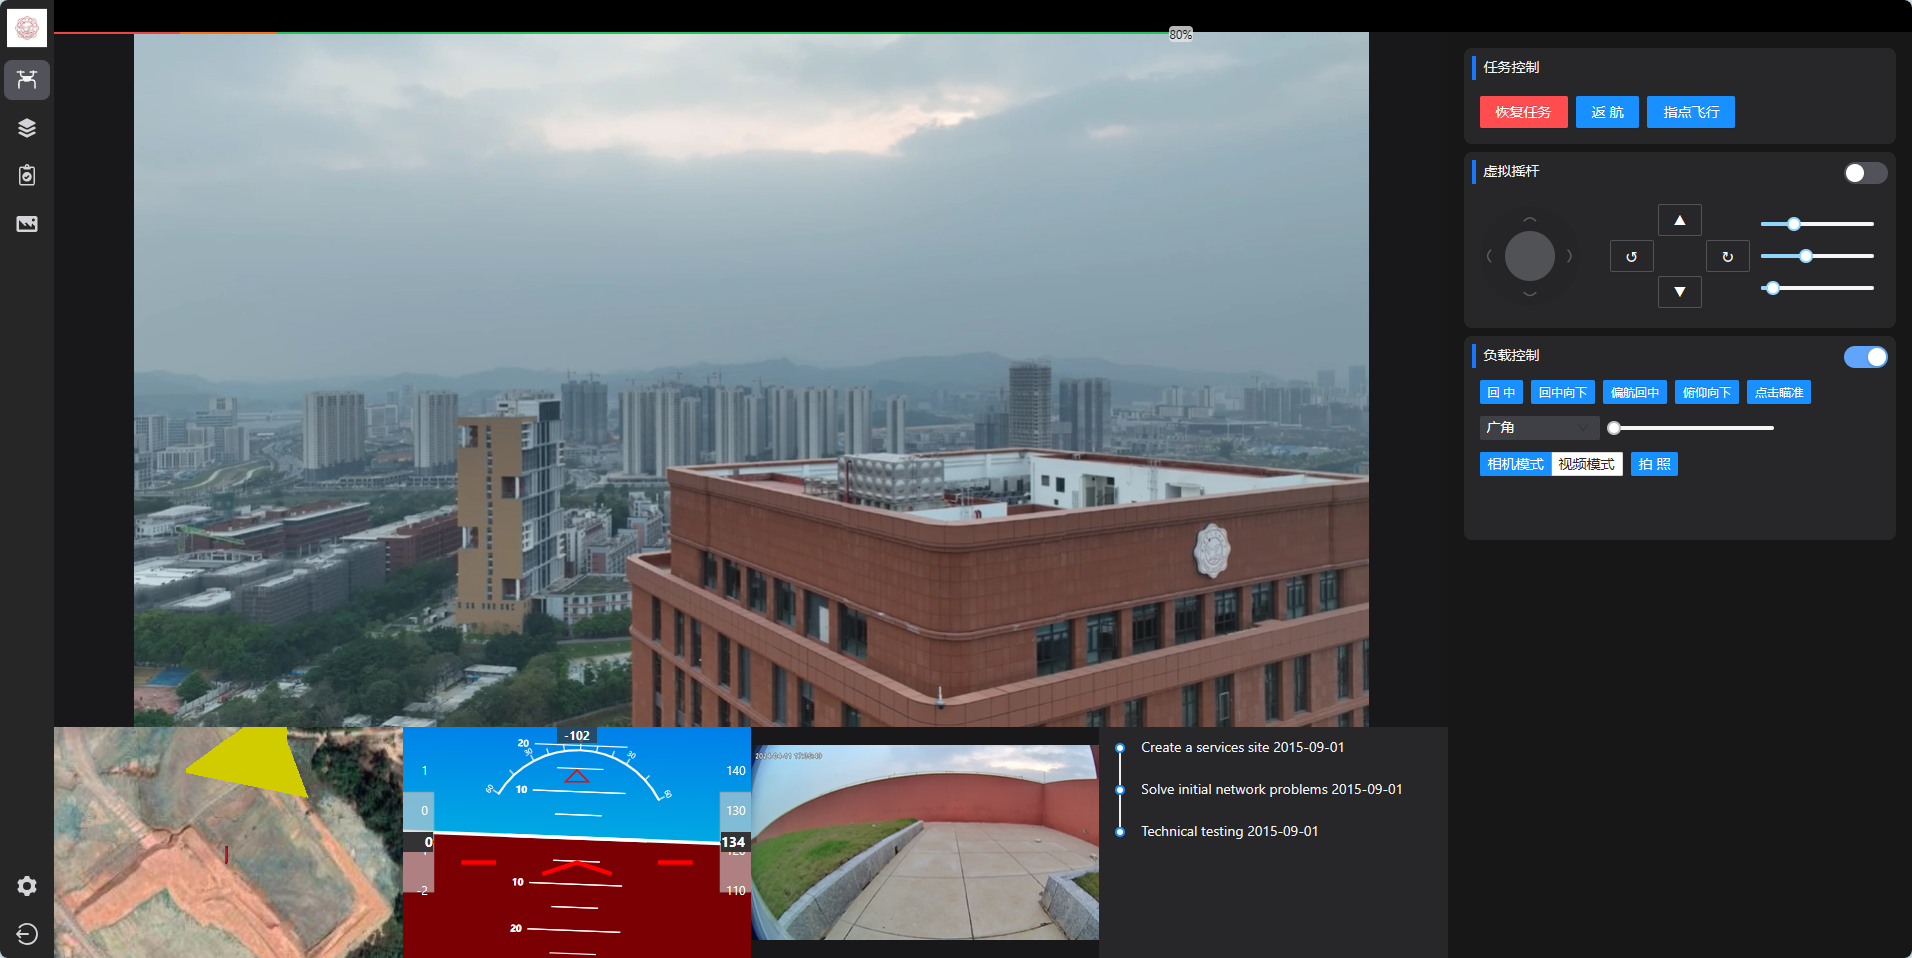 80%
任务控制
恢复任务 返 航 指点飞行
虚拟摇杆
▲
↺ ↻
▼
负载控制
回 中 回中向下 偏航回中 俯仰向下 点击瞄准
广角
相机模式 视频模式 拍 照
-102
20
30 30
60 60
10
1
0
0
-2
140
130
134
110
10
20
Create a services site 2015-09-01
Solve initial network problems 2015-09-01
Technical testing 2015-09-01